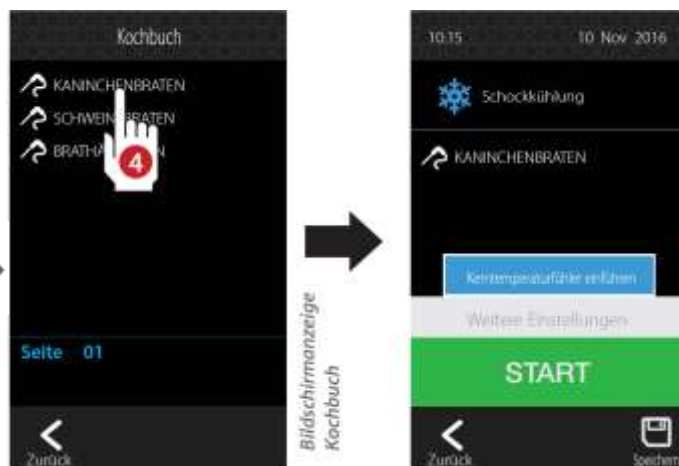 Kochbuch
KANINCHENBRATEN
SCHWEIN BRATEN
BRATHÄ N
4
Seite 01
Zurück
Bildschirmanzeige
Kochbuch
10:15 10 Nov 2016
Schockkühlung
KANINCHENBRATEN
Kerntemperaturfühler einführen
Weitere Einstellungen
START
Zurück
Speichern